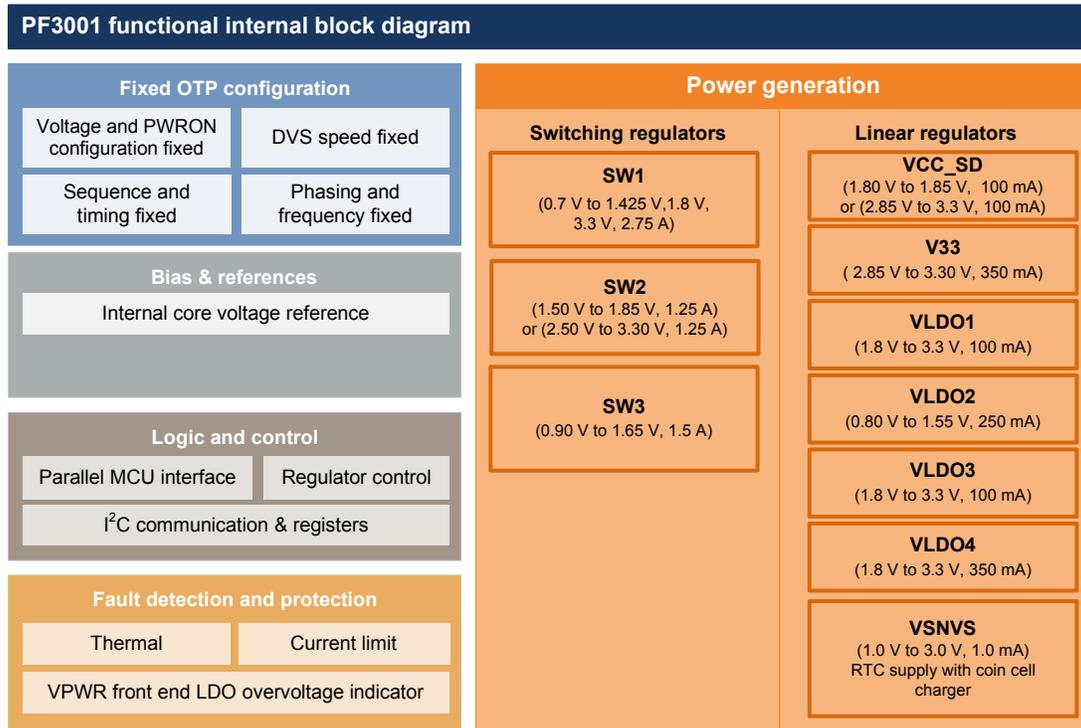 PF3001 functional internal block diagram
Fixed OTP configuration
Voltage and PWRON
configuration fixed
DVS speed fixed
Sequence and
timing fixed
Phasing and
frequency fixed
Bias & references
Internal core voltage reference
Logic and control
Parallel MCU interface
Regulator control
I²C communication & registers
Fault detection and protection
Thermal
Current limit
VPWR front end LDO overvoltage indicator
Power generation
Switching regulators
SW1
(0.7 V to 1.425 V,1.8 V,
3.3 V, 2.75 A)
SW2
(1.50 V to 1.85 V, 1.25 A)
or (2.50 V to 3.30 V, 1.25 A)
SW3
(0.90 V to 1.65 V, 1.5 A)
Linear regulators
VCC_SD
(1.80 V to 1.85 V, 100 mA)
or (2.85 V to 3.3 V, 100 mA)
V33
( 2.85 V to 3.30 V, 350 mA)
VLDO1
(1.8 V to 3.3 V, 100 mA)
VLDO2
(0.80 V to 1.55 V, 250 mA)
VLDO3
(1.8 V to 3.3 V, 100 mA)
VLDO4
(1.8 V to 3.3 V, 350 mA)
VSNVS
(1.0 V to 3.0 V, 1.0 mA)
RTC supply with coin cell
charger